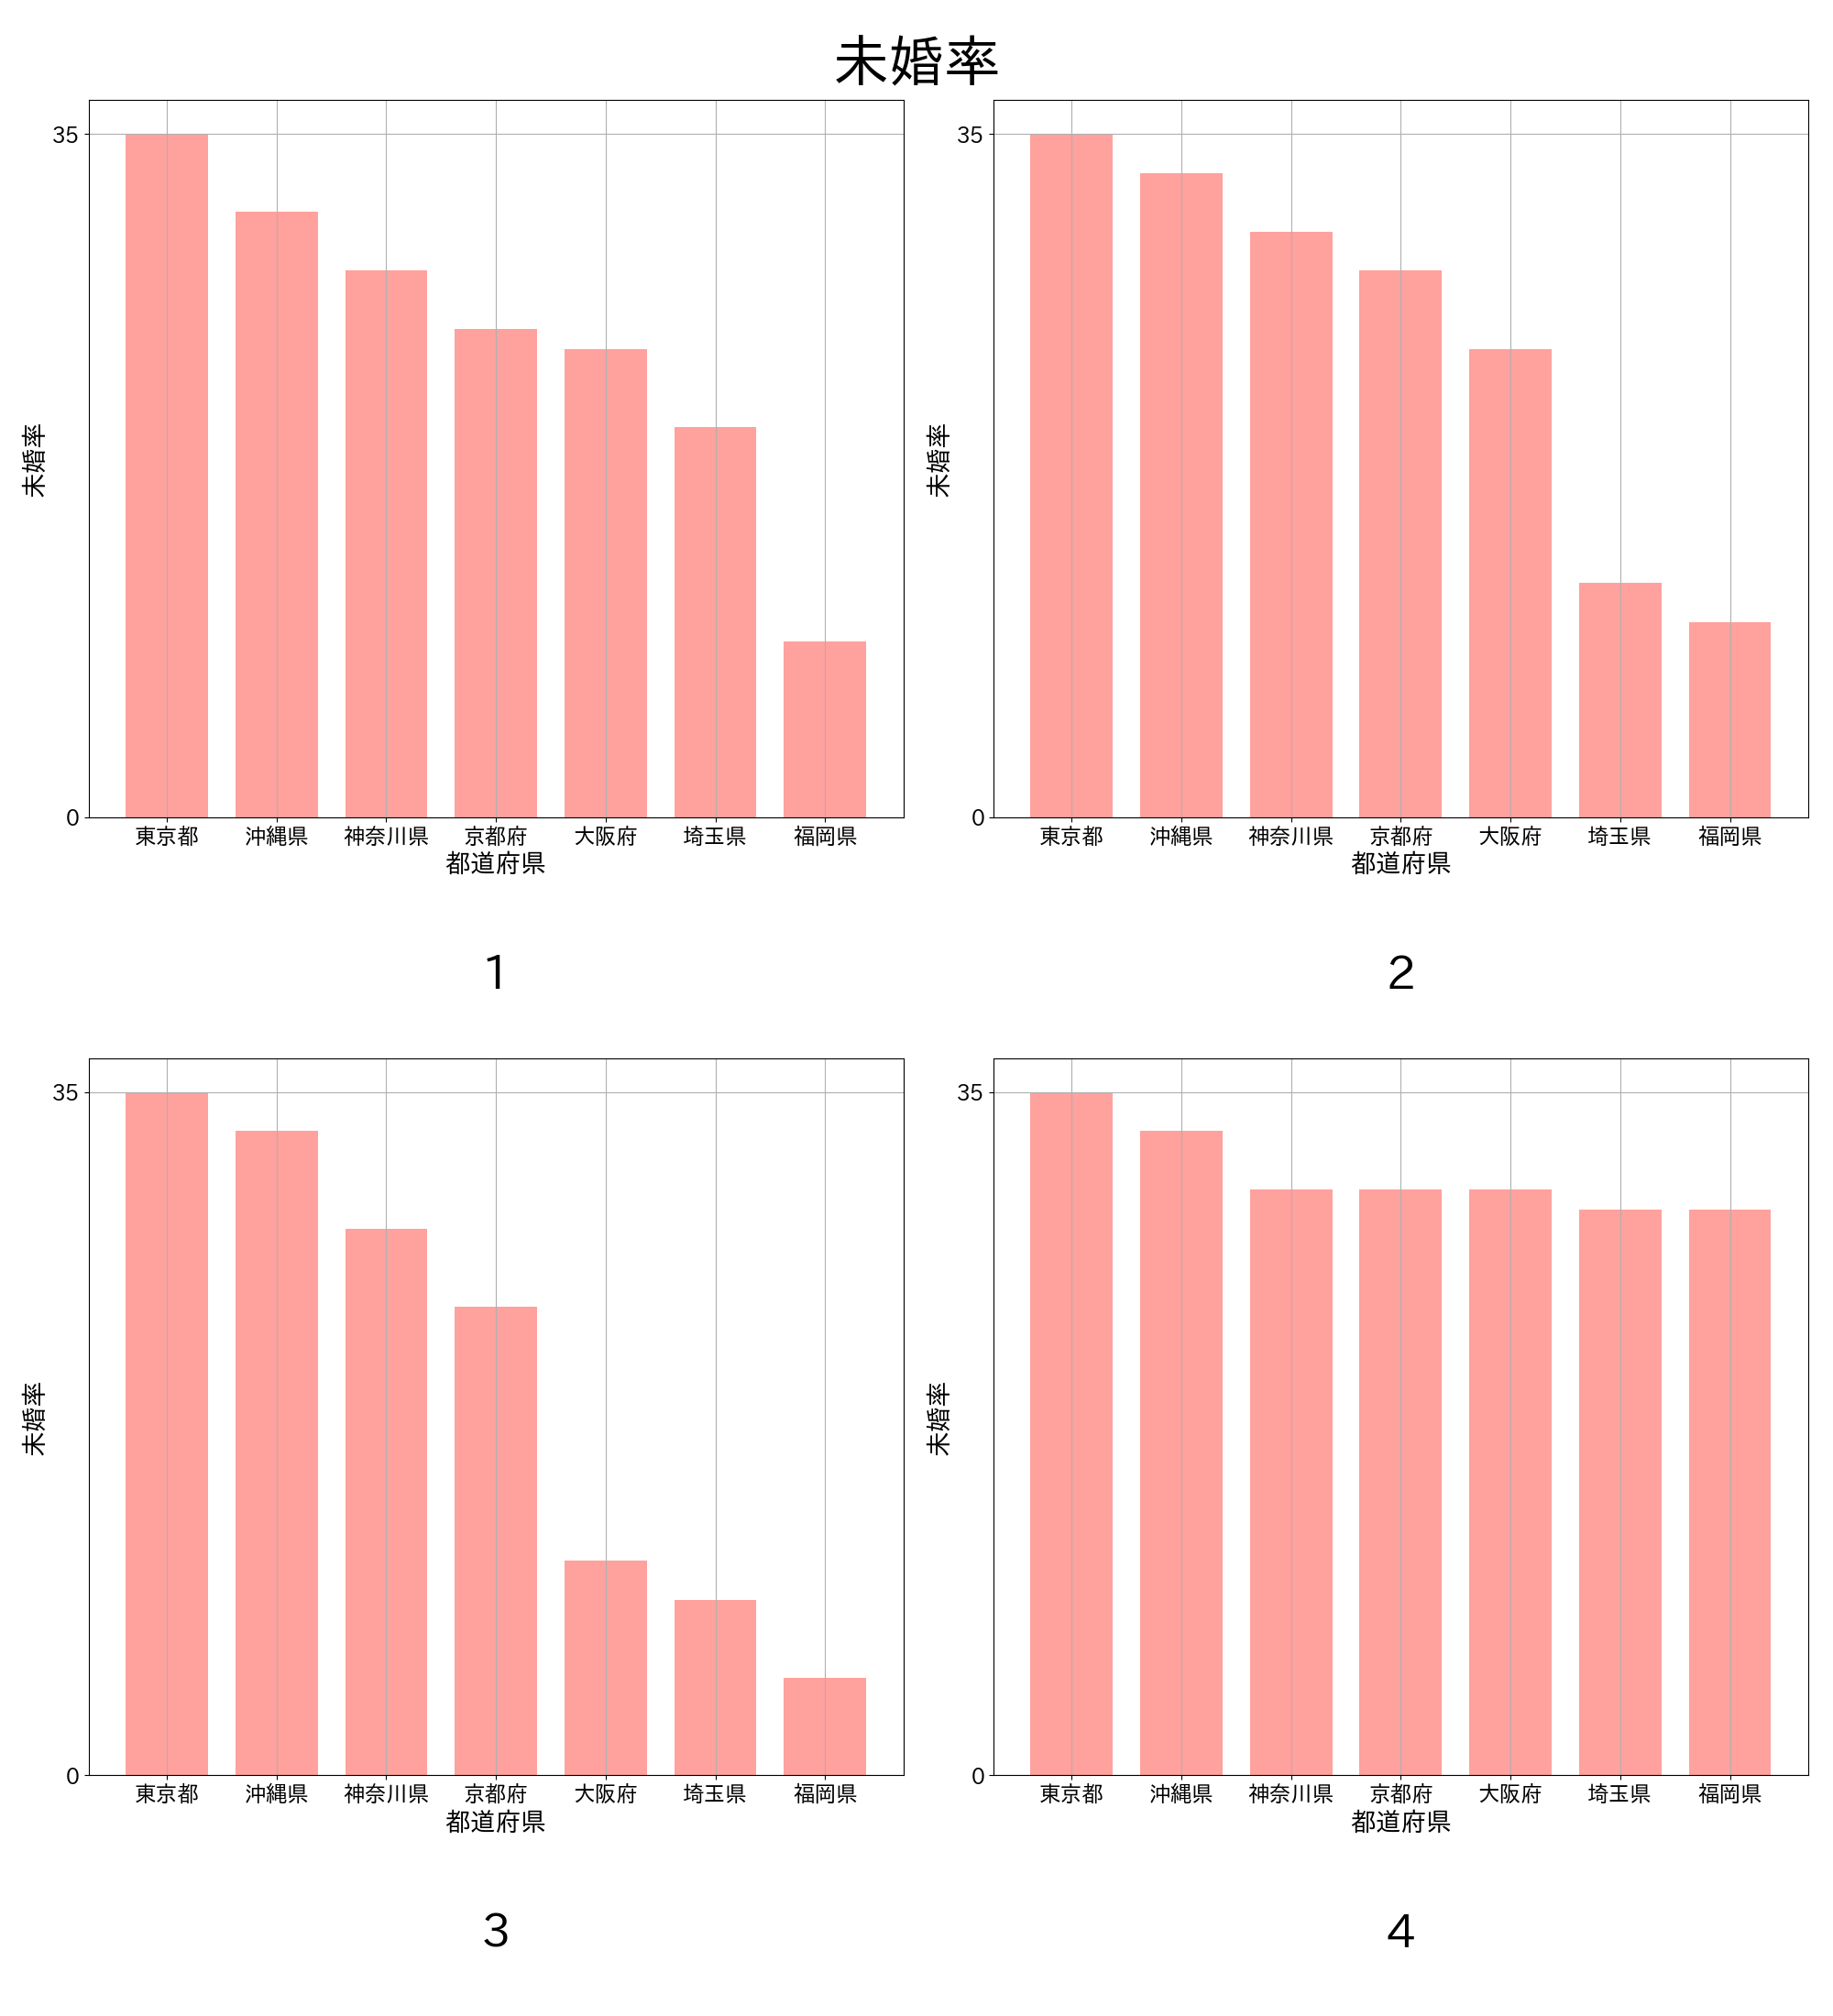 未婚率
35
0
未婚率
東京都 沖縄県 神奈川県 京都府 大阪府 埼玉県 福岡県
都道府県
1
35
0
未婚率
東京都 沖縄県 神奈川県 京都府 大阪府 埼玉県 福岡県
都道府県
2
35
0
未婚率
東京都 沖縄県 神奈川県 京都府 大阪府 埼玉県 福岡県
都道府県
3
35
0
未婚率
東京都 沖縄県 神奈川県 京都府 大阪府 埼玉県 福岡県
都道府県
4